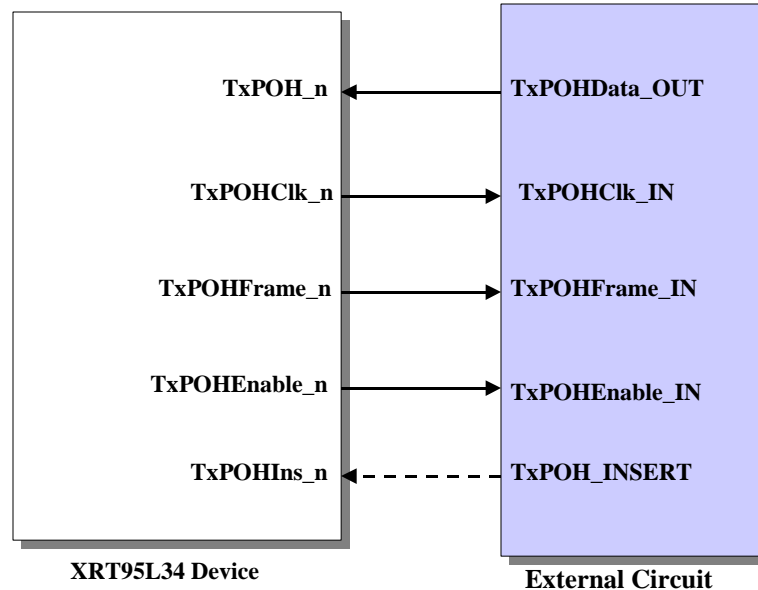 TxPOH_n
TxPOHData_OUT
TxPOHClk_n
TxPOHClk_IN
TxPOHFrame_n
TxPOHFrame_IN
TxPOHEnable_n
TxPOHEnable_IN
TxPOHIns_n
TxPOH_INSERT
XRT95L34 Device
External Circuit